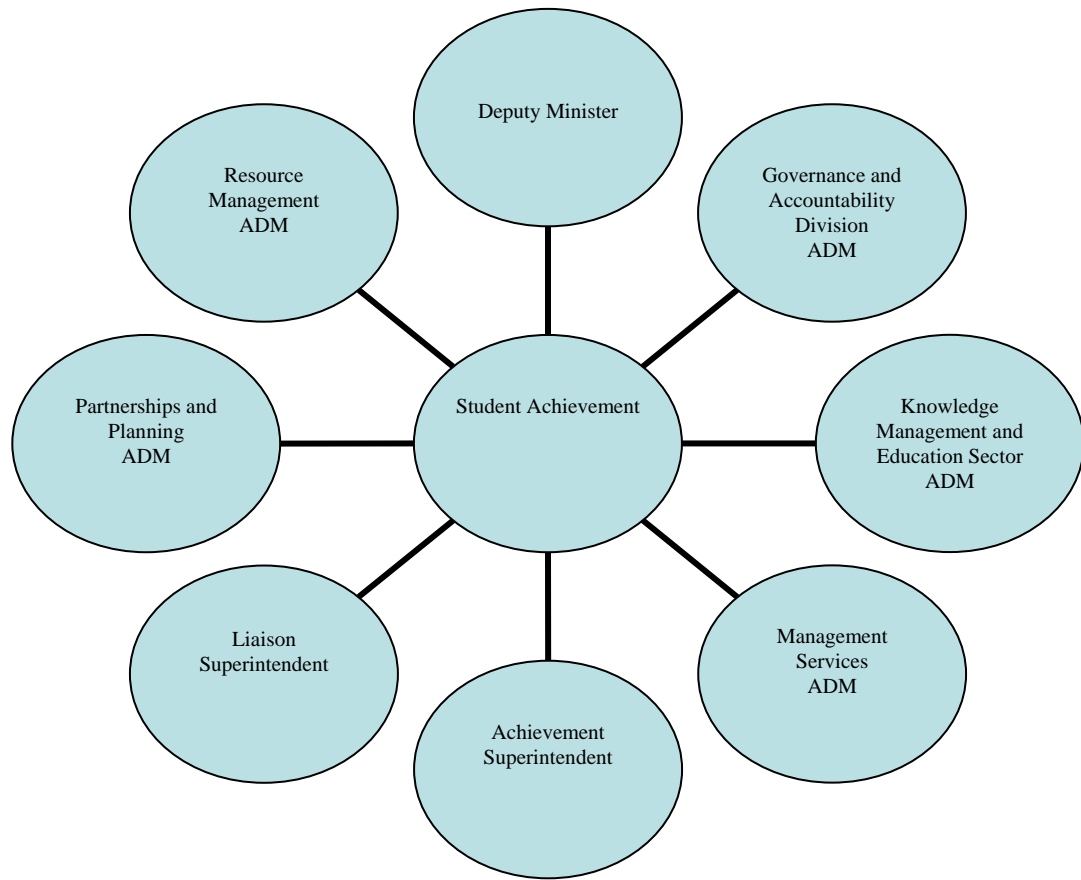 Deputy Minister
Resource
Management
ADM
Governance and
Accountability
Division
ADM
Partnerships and
Planning
ADM
Student Achievement
Knowledge
Management and
Education Sector
ADM
Liaison
Superintendent
Management
Services
ADM
Achievement
Superintendent